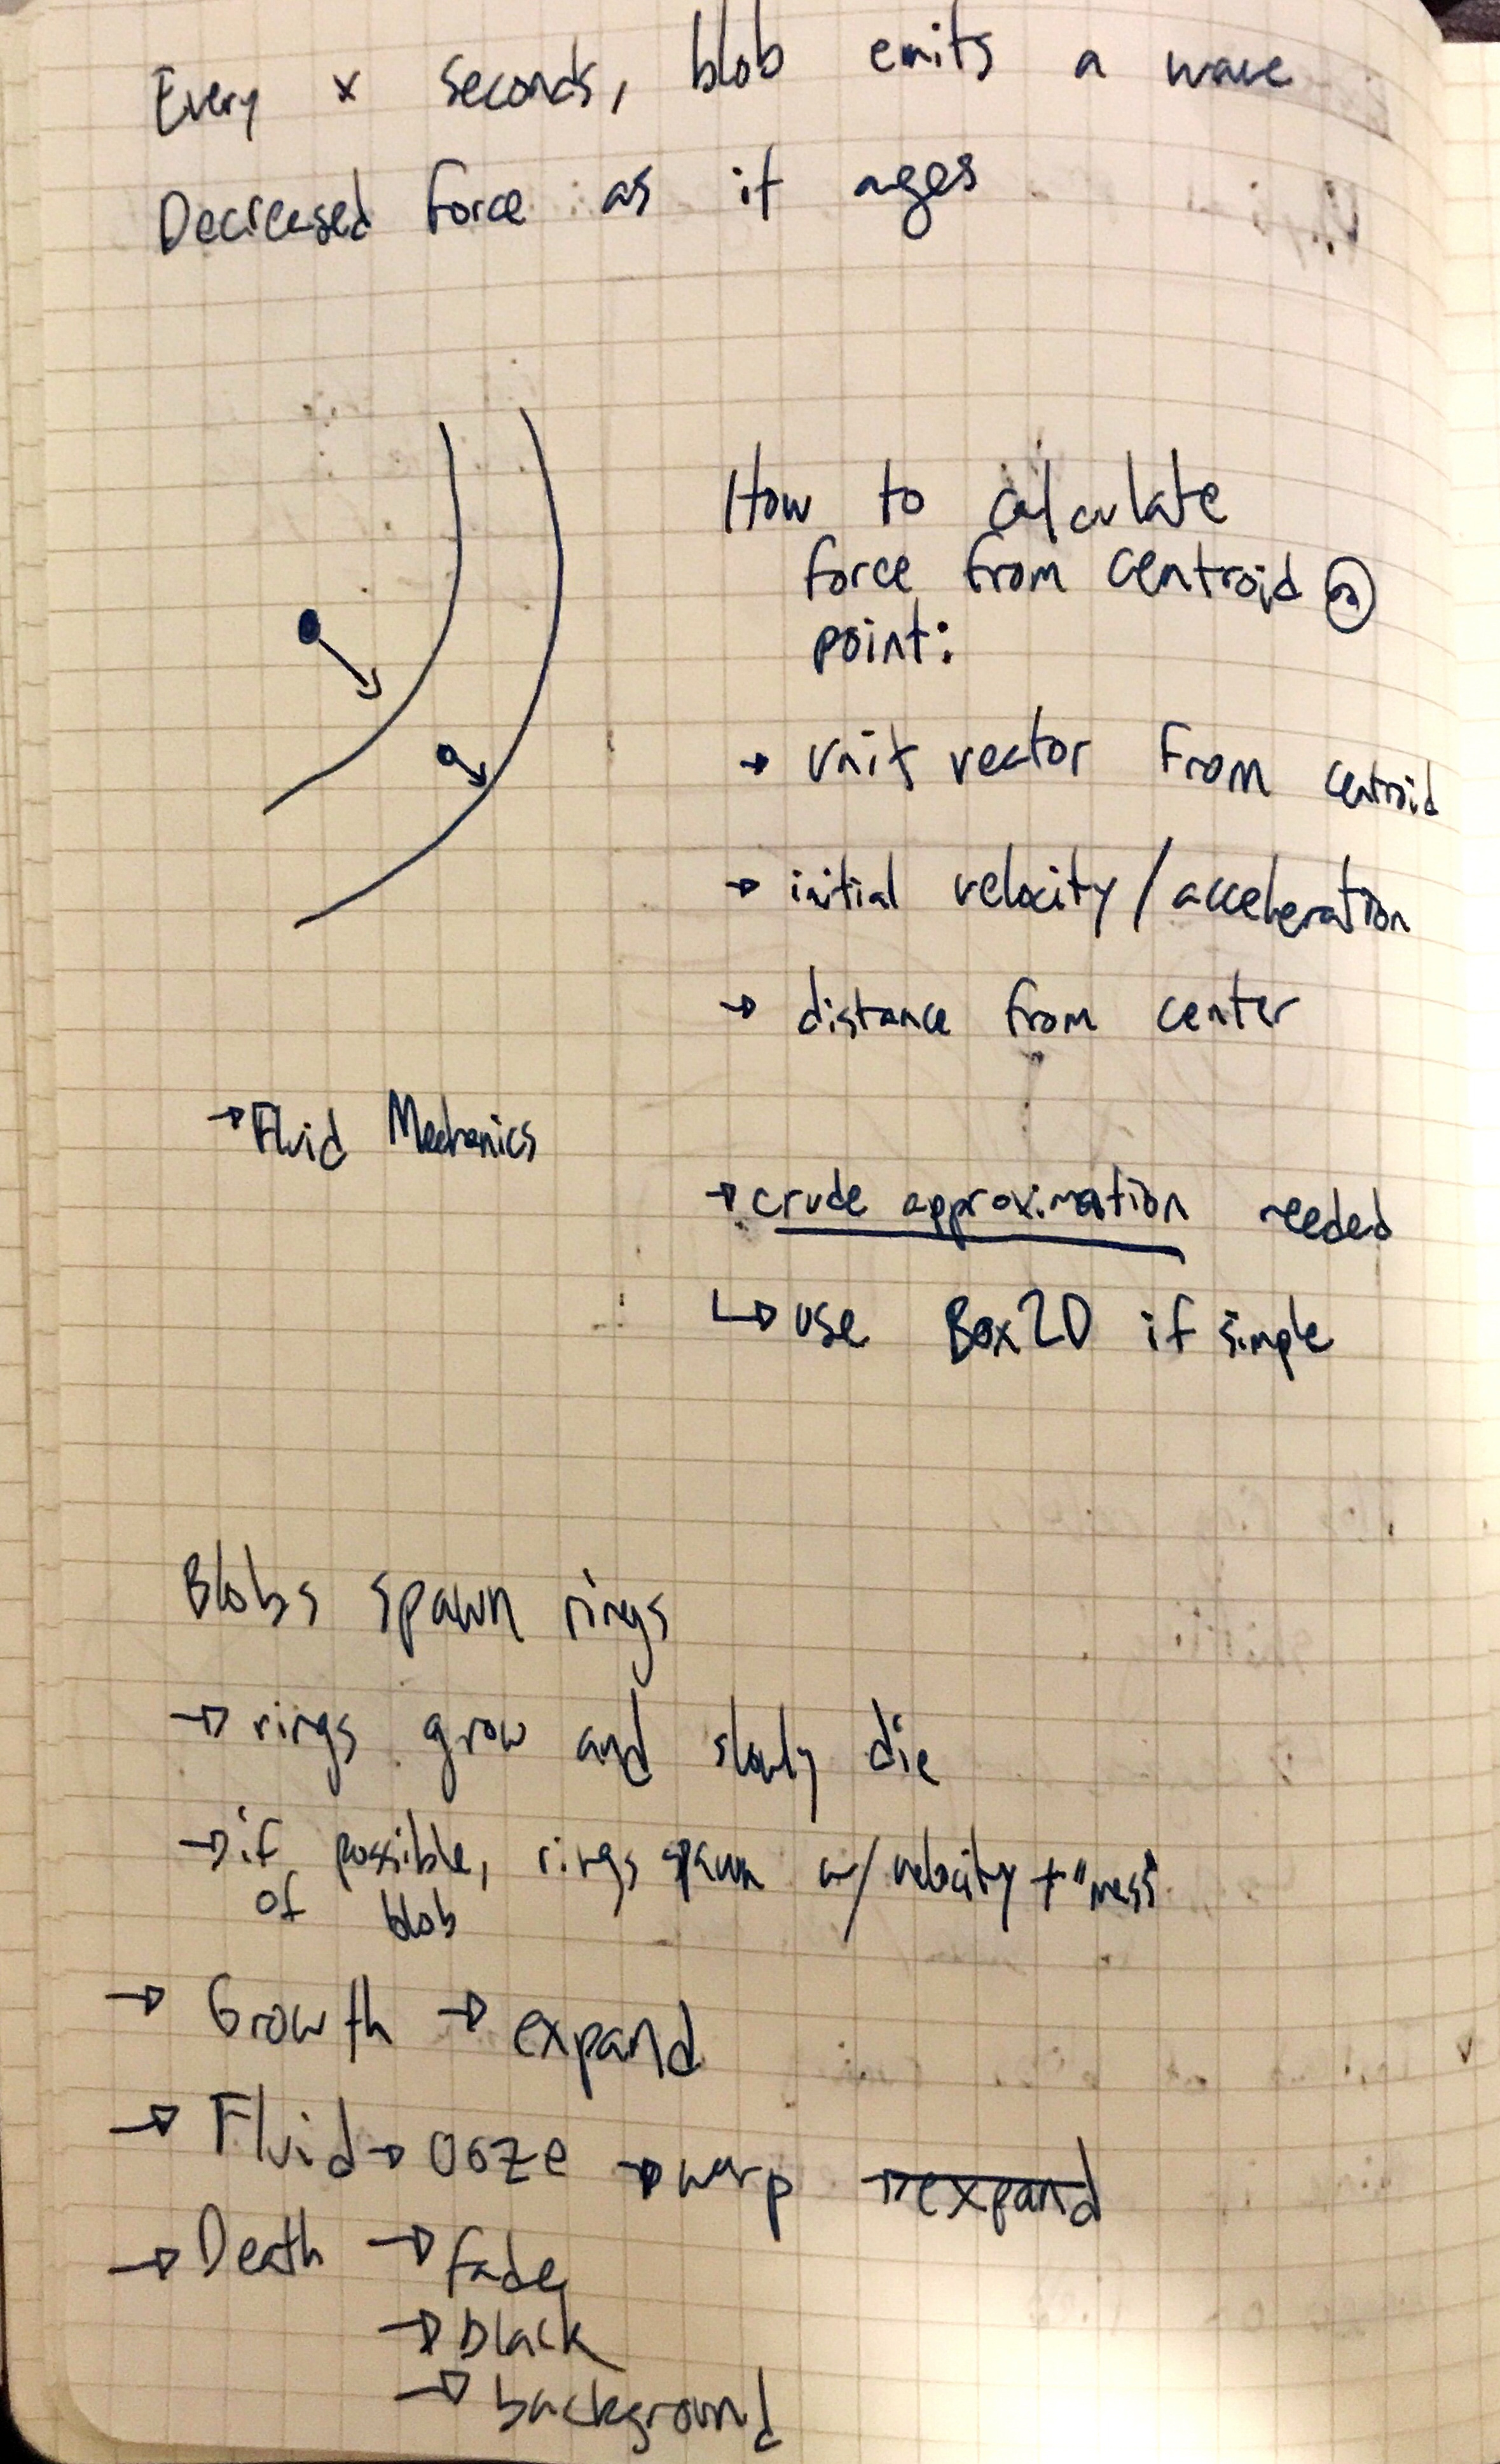 Every x seconds, blob emits a wave
Decreased force as it ages
How to calculate
force from centroid @
point:
→ unit vector from centroid
→ initial velocity/acceleration
→ distance from center
→ Fluid Mechanics
→ crude approximation needed
↳ use Box2D if simple
Blobs spawn rings
→ rings grow and slowly die
→ if possible, rings spawn w/ velocity + "mass"
of blob
→ Growth → expand
→ Fluid → ooze → warp → expand
→ Death → fade
→ black
→ background